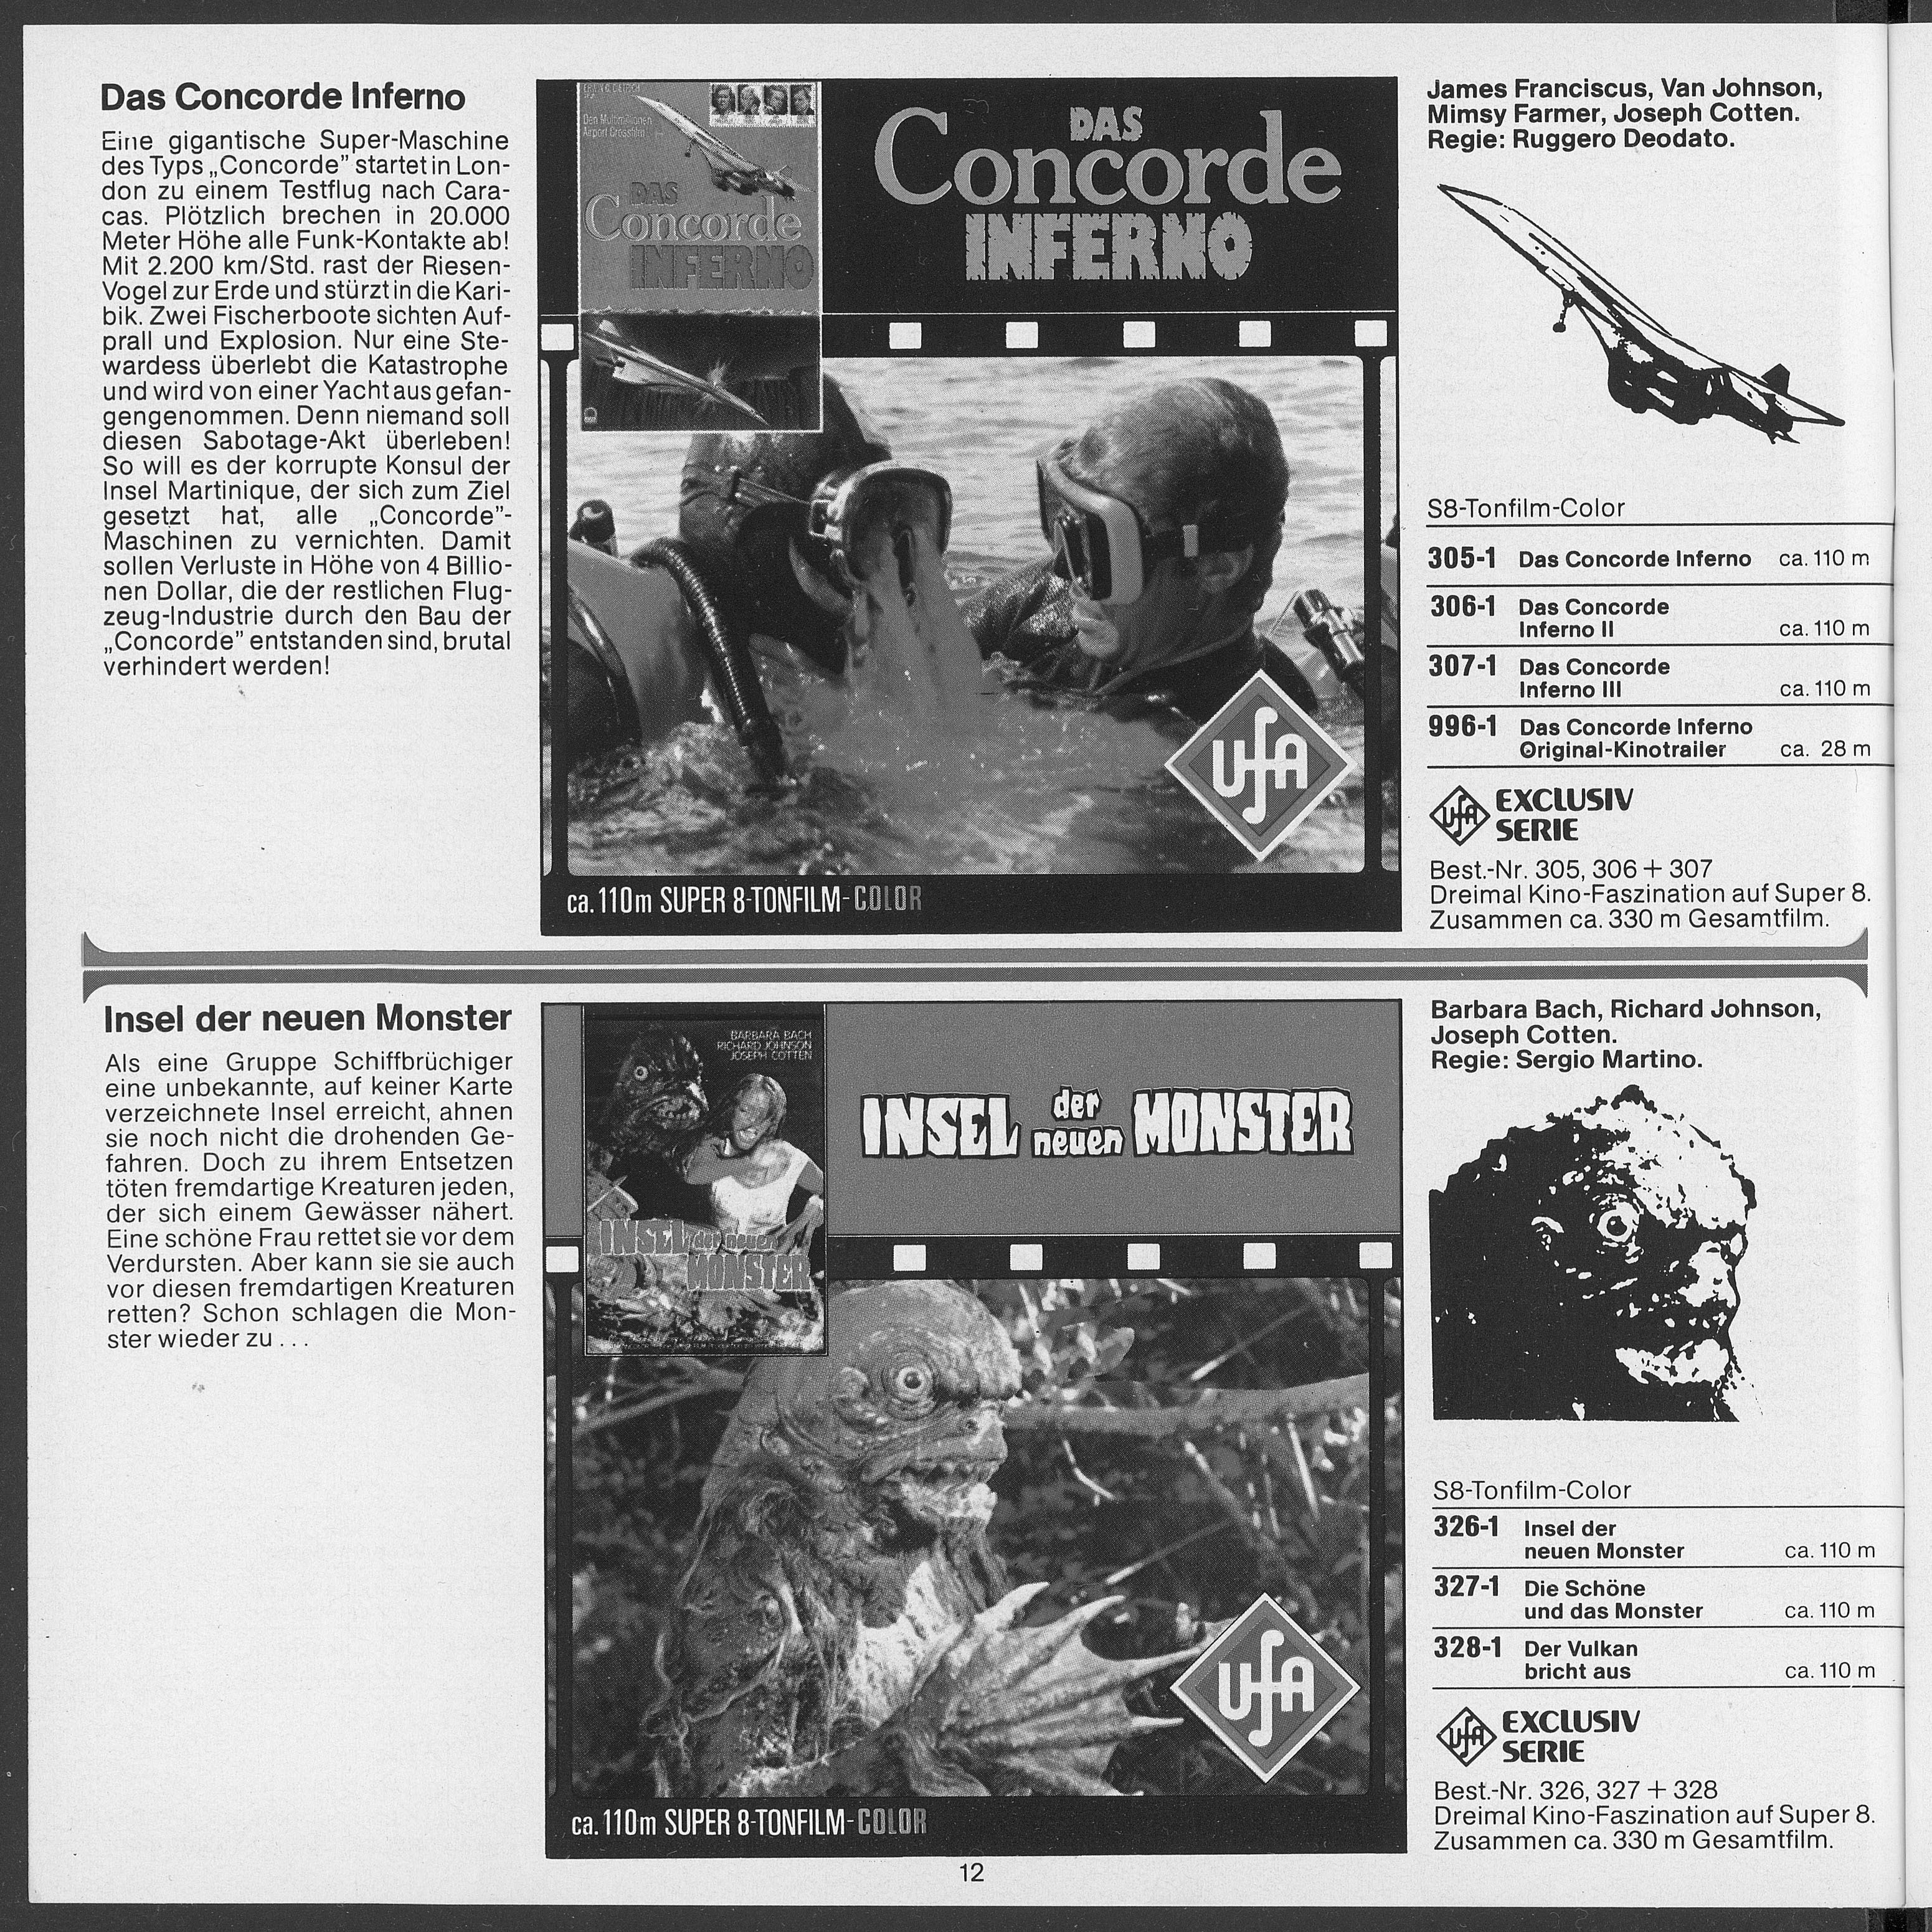 Das Concorde Inferno
Eine gigantische Super-Maschine
des Typs „Concorde” startet in Lon-
don zu einem Testflug nach Cara-
cas. Plötzlich brechen in 20.000
Meter Höhe alle Funk-Kontakte ab!
Mit 2.200 km/Std. rast der Riesen-
Vogel zur Erde und stürzt in die Kari-
bik. Zwei Fischerboote sichten Auf-
prall und Explosion. Nur eine Ste-
wardess überlebt die Katastrophe
und wird von einer Yacht aus gefan-
gengenommen. Denn niemand soll
diesen Sabotage-Akt überleben!
So will es der korrupte Konsul der
Insel Martinique, der sich zum Ziel
gesetzt hat, alle „Concorde”-
Maschinen zu vernichten. Damit
sollen Verluste in Höhe von 4 Billio-
nen Dollar, die der restlichen Flug-
zeug-Industrie durch den Bau der
„Concorde” entstanden sind, brutal
verhindert werden!
Den Multimillionen
Airport Grossfilm
DAS
Concorde
INFERNO
DAS
Concorde
INFERNO
UfA
ca. 110 m SUPER 8-TONFILM-COLOR
James Franciscus, Van Johnson,
Mimsy Farmer, Joseph Cotten.
Regie: Ruggero Deodato.
S8-Tonfilm-Color
305-1 Das Concorde Inferno ca. 110 m
306-1 Das Concorde
Inferno II ca. 110 m
307-1 Das Concorde
Inferno III ca. 110 m
996-1 Das Concorde Inferno
Original-Kinotrailer ca. 28 m
UfA EXCLUSIV
SERIE
Best.-Nr. 305, 306 + 307
Dreimal Kino-Faszination auf Super 8.
Zusammen ca. 330 m Gesamtfilm.
Insel der neuen Monster
Als eine Gruppe Schiffbrüchiger
eine unbekannte, auf keiner Karte
verzeichnete Insel erreicht, ahnen
sie noch nicht die drohenden Ge-
fahren. Doch zu ihrem Entsetzen
töten fremdartige Kreaturen jeden,
der sich einem Gewässer nähert.
Eine schöne Frau rettet sie vor dem
Verdursten. Aber kann sie sie auch
vor diesen fremdartigen Kreaturen
retten? Schon schlagen die Mon-
ster wieder zu . . .
BARBARA BACH
RICHARD JOHNSON
JOSEPH COTTEN
INSEL der neuen
MONSTER
INSEL der neuen MONSTER
UfA
ca. 110 m SUPER 8-TONFILM-COLOR
Barbara Bach, Richard Johnson,
Joseph Cotten.
Regie: Sergio Martino.
S8-Tonfilm-Color
326-1 Insel der
neuen Monster ca. 110 m
327-1 Die Schöne
und das Monster ca. 110 m
328-1 Der Vulkan
bricht aus ca. 110 m
UfA EXCLUSIV
SERIE
Best.-Nr. 326, 327 + 328
Dreimal Kino-Faszination auf Super 8.
Zusammen ca. 330 m Gesamtfilm.
12